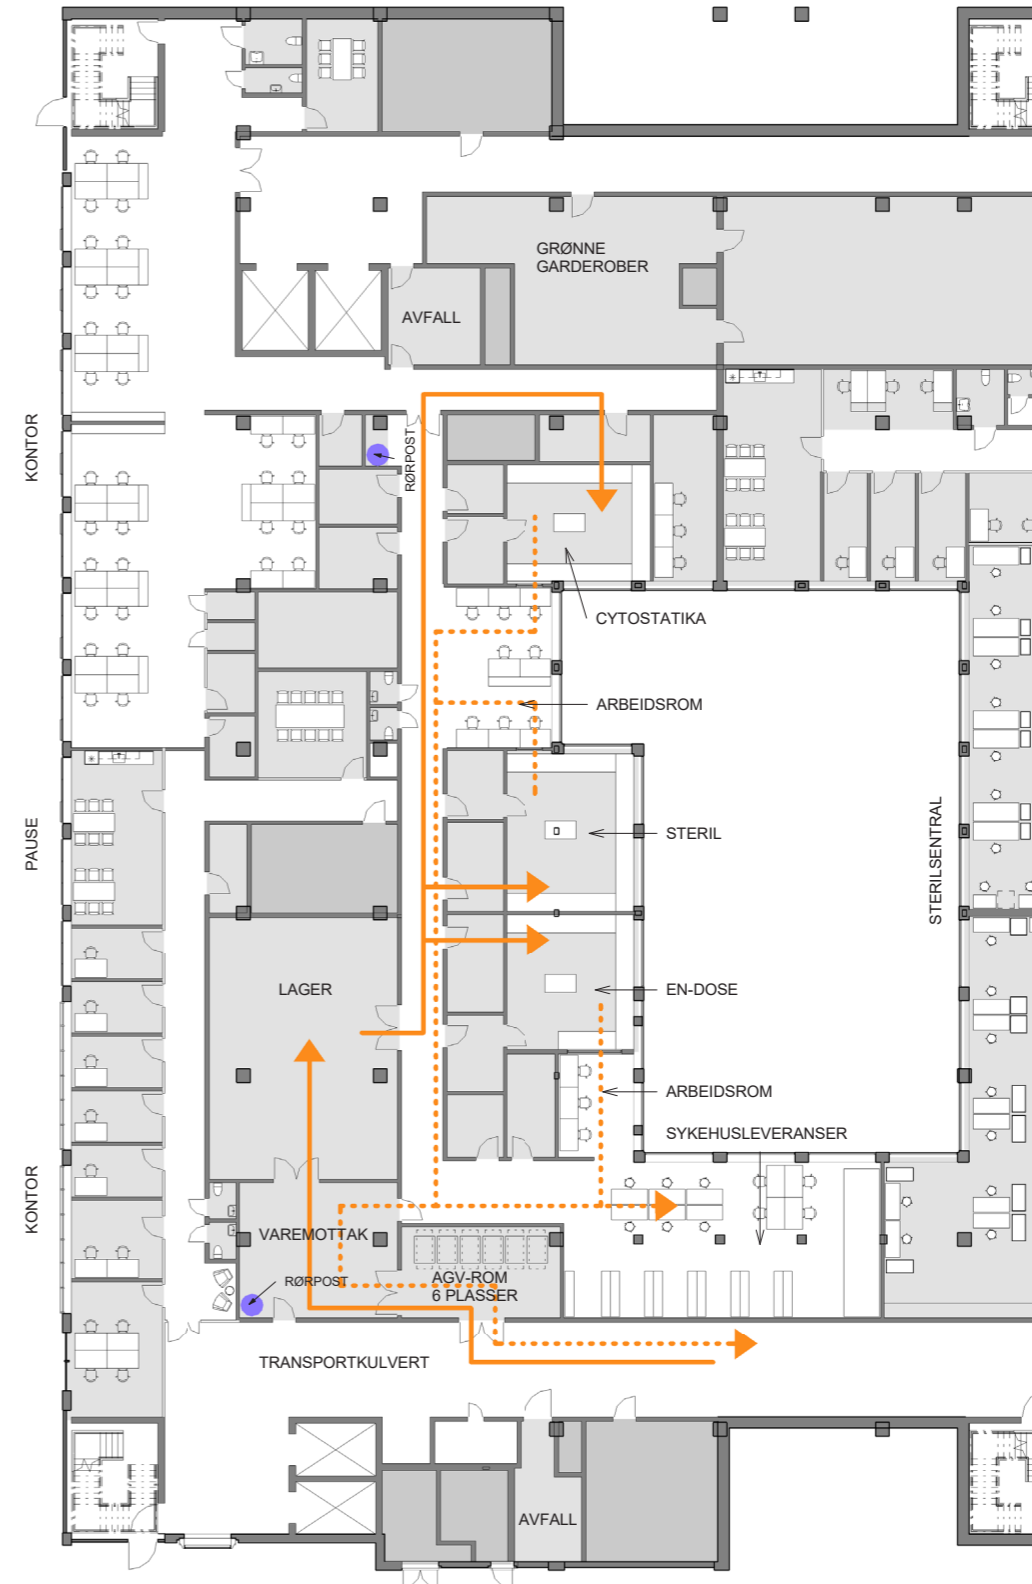 GRØNNE
GARDEROBER
AVFALL
KONTOR
RØRPOST
CYTOSTATIKA
ARBEIDSROM
PAUSE
STERIL
STERILSENTRAL
LAGER
EN-DOSE
ARBEIDSROM
SYKEHUSLEVERANSER
KONTOR
VAREMOTTAK
RØRPOST
AGV-ROM
6 PLASSER
TRANSPORTKULVERT
AVFALL